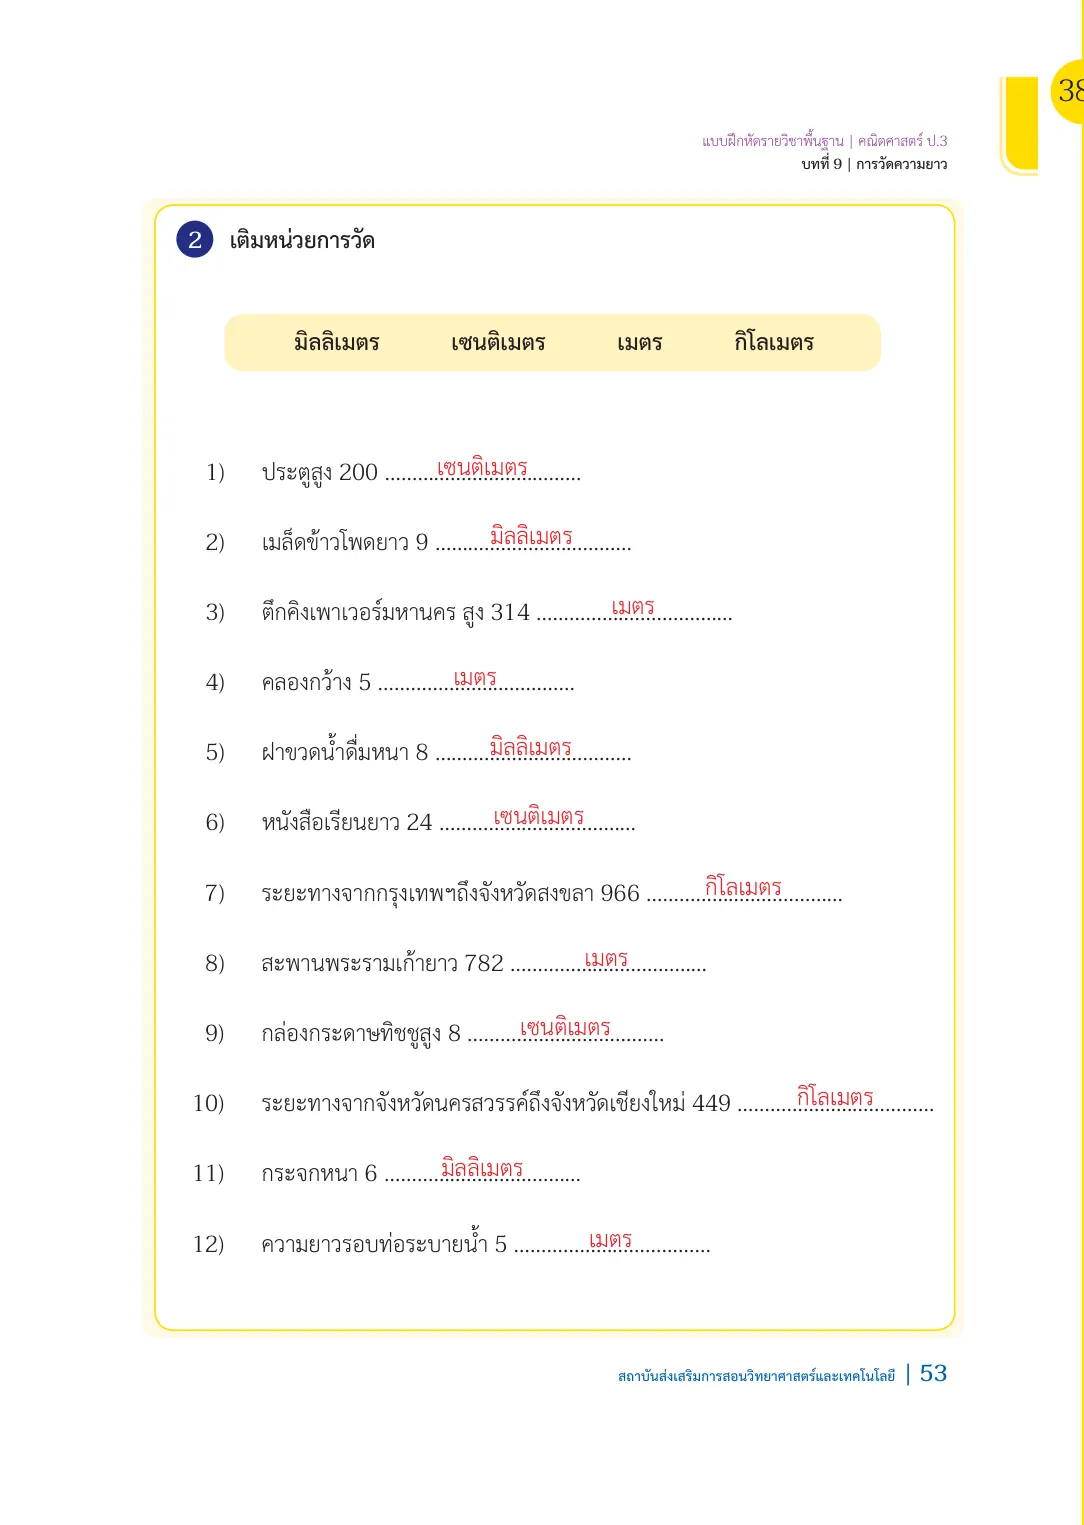 38
แบบฝึกหัดรายวิชาพื้นฐาน | คณิตศาสตร์ ป.3
บทที่ 9 | การวัดความยาว
2 เติมหน่วยการวัด
มิลลิเมตร เซนติเมตร เมตร กิโลเมตร
1) ประตูสูง 200 เซนติเมตร
2) เมล็ดข้าวโพดยาว 9 มิลลิเมตร
3) ตึกคิงเพาเวอร์มหานคร สูง 314 เมตร
4) คลองกว้าง 5 เมตร
5) ฝาขวดน้ำดื่มหนา 8 มิลลิเมตร
6) หนังสือเรียนยาว 24 เซนติเมตร
7) ระยะทางจากกรุงเทพฯถึงจังหวัดสงขลา 966 กิโลเมตร
8) สะพานพระรามเก้ายาว 782 เมตร
9) กล่องกระดาษทิชชูสูง 8 เซนติเมตร
10) ระยะทางจากจังหวัดนครสวรรค์ถึงจังหวัดเชียงใหม่ 449 กิโลเมตร
11) กระจกหนา 6 มิลลิเมตร
12) ความยาวรอบท่อระบายน้ำ 5 เมตร
สถาบันส่งเสริมการสอนวิทยาศาสตร์และเทคโนโลยี | 53